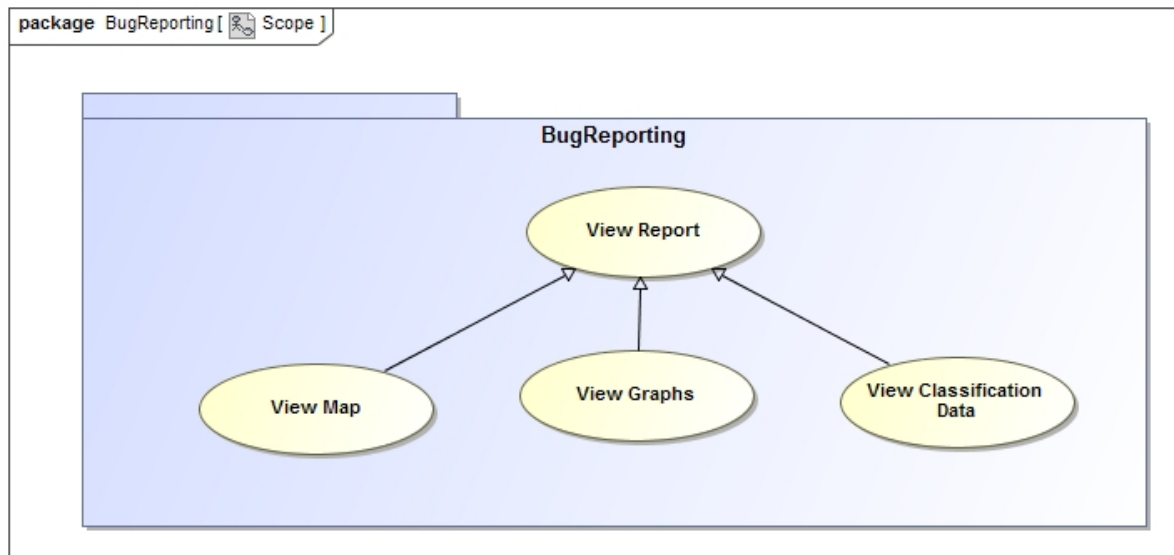 package BugReporting [ Scope ]
BugReporting
View Report
View Map
View Graphs
View Classification
Data